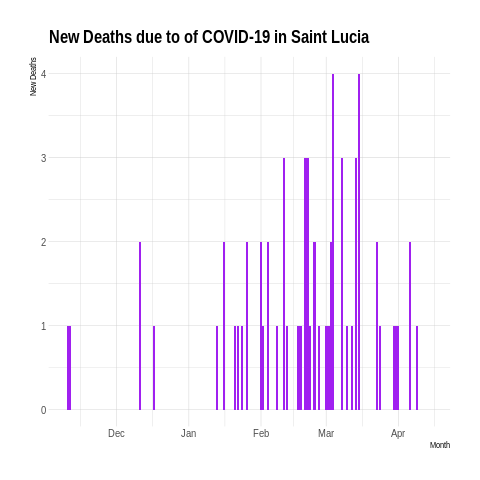 New Deaths due to of COVID-19 in Saint Lucia
New Deaths
4
3
2
1
0
Dec Jan Feb Mar Apr
Month